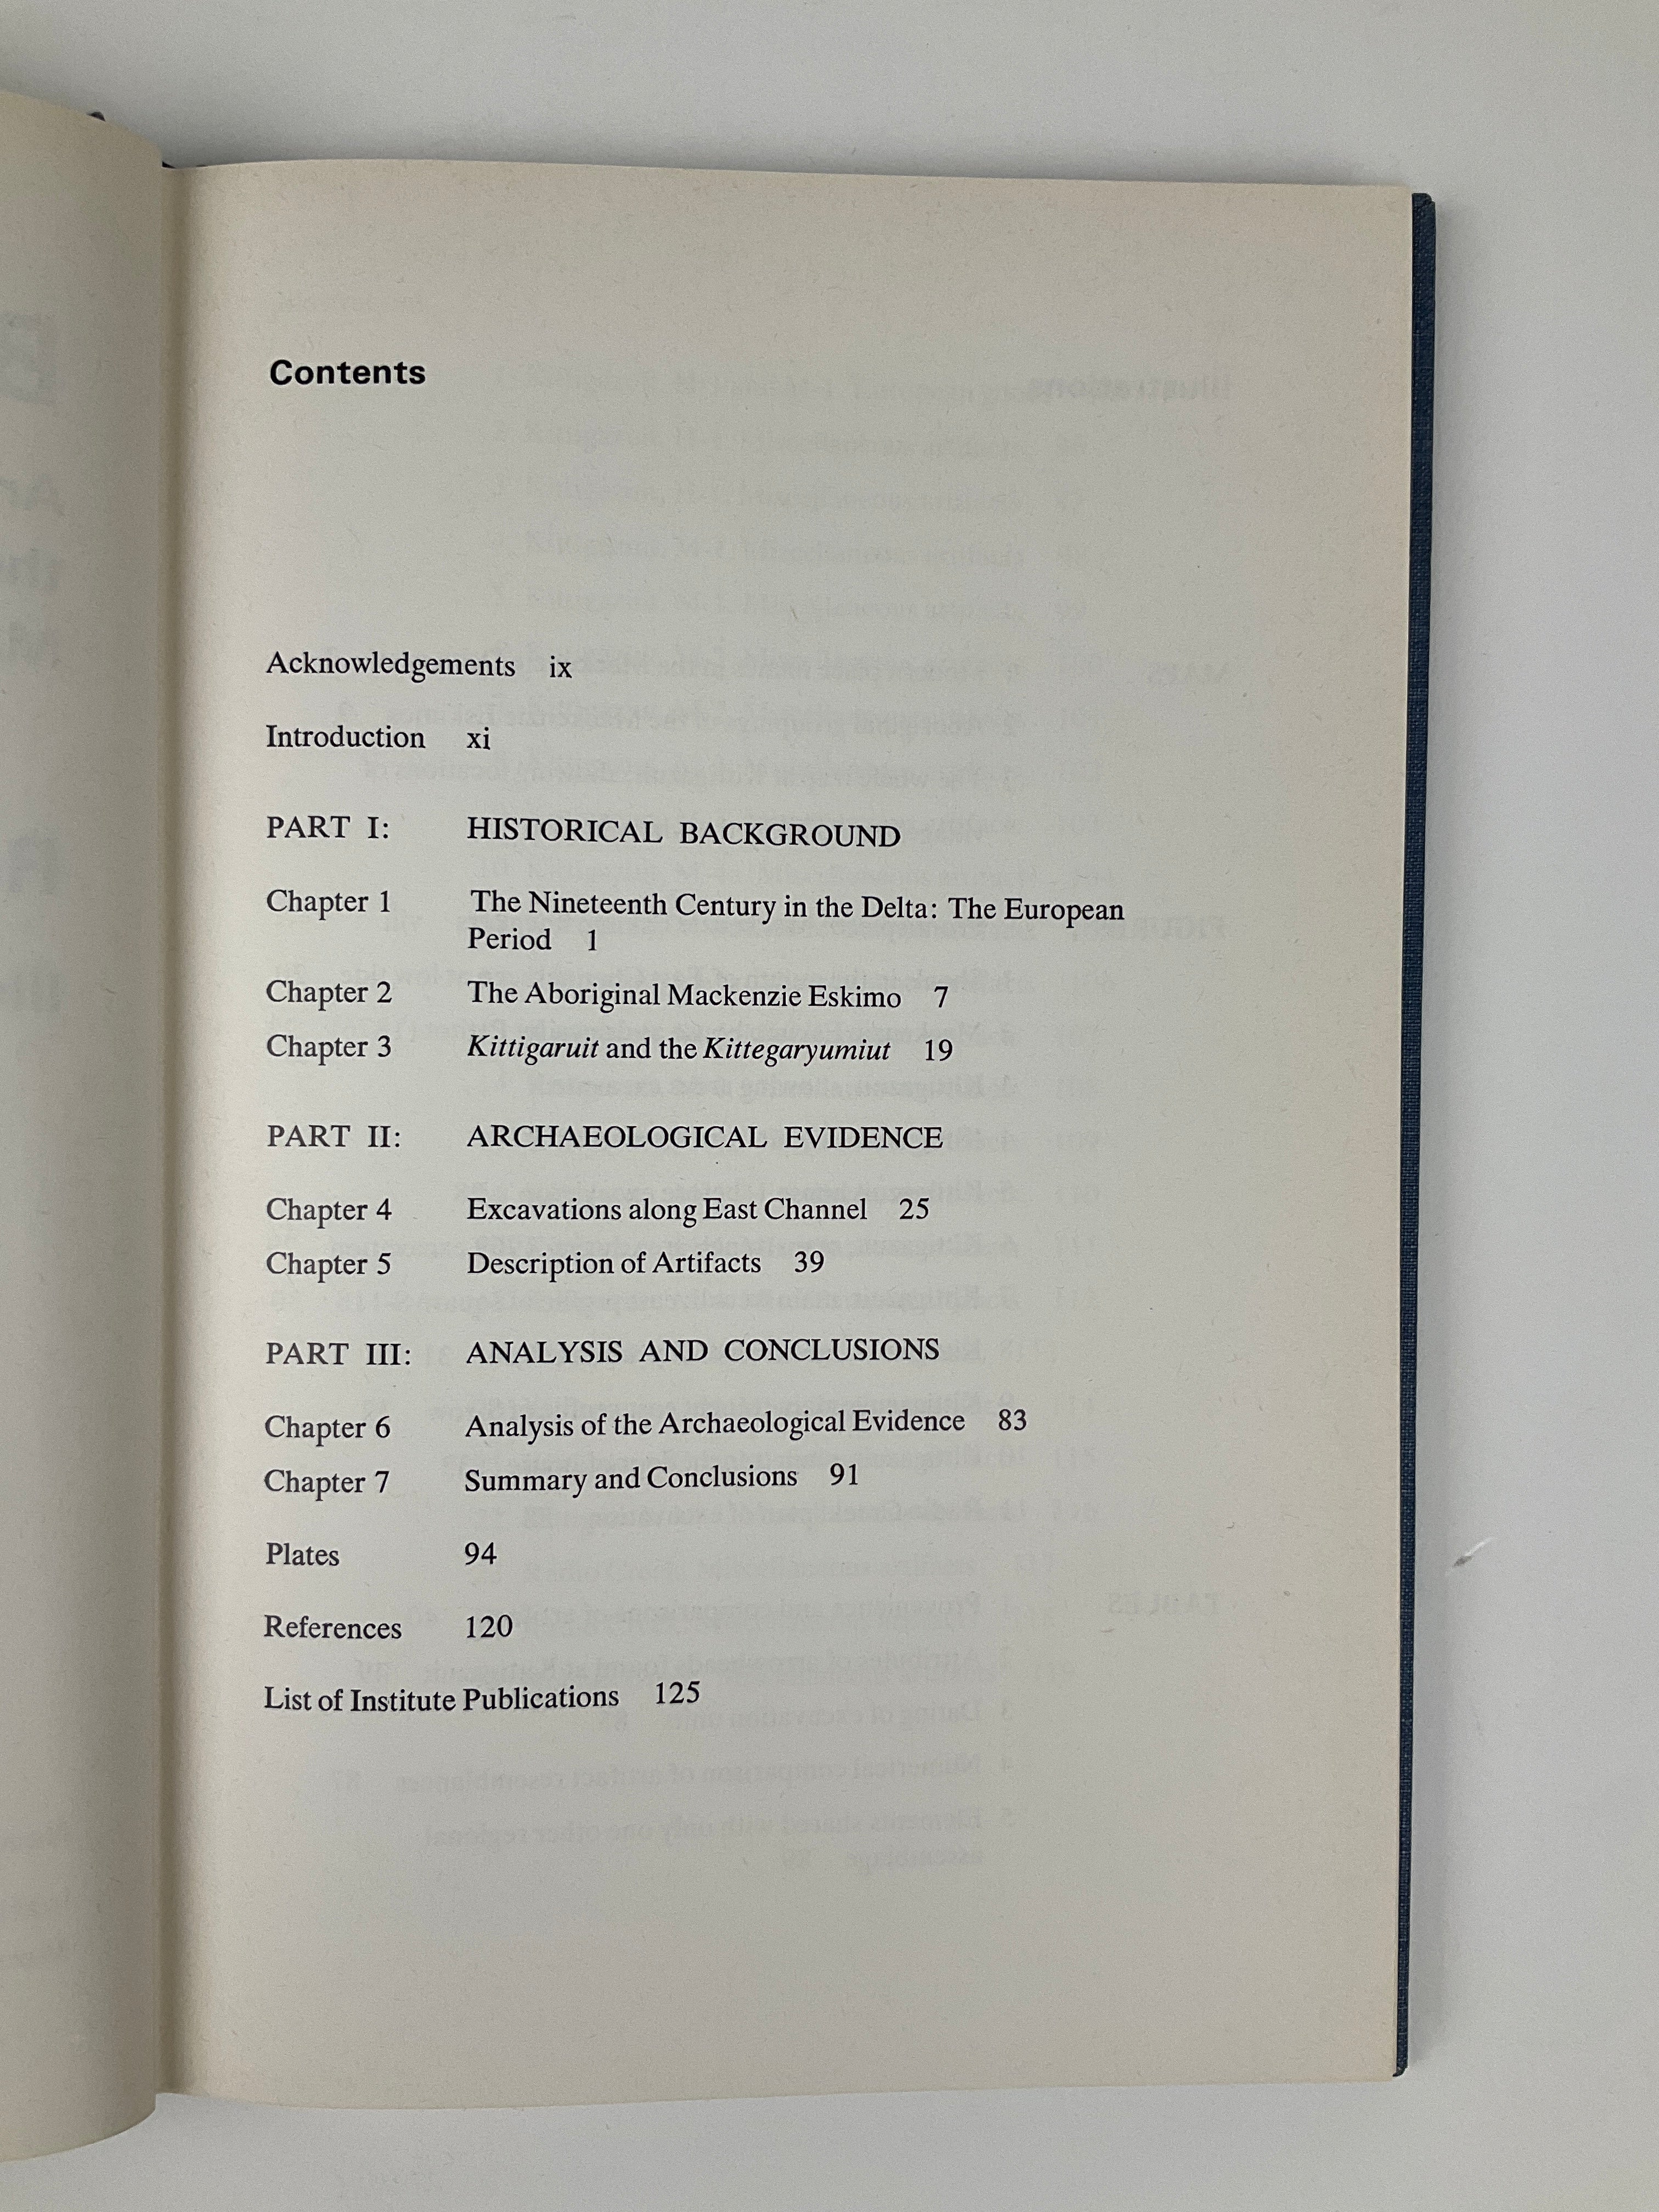 Contents
Acknowledgements ix
Introduction xi
PART I: HISTORICAL BACKGROUND
Chapter 1 The Nineteenth Century in the Delta: The European
Period 1
Chapter 2 The Aboriginal Mackenzie Eskimo 7
Chapter 3 Kittigaruit and the Kittegaryumiut 19
PART II: ARCHAEOLOGICAL EVIDENCE
Chapter 4 Excavations along East Channel 25
Chapter 5 Description of Artifacts 39
PART III: ANALYSIS AND CONCLUSIONS
Chapter 6 Analysis of the Archaeological Evidence 83
Chapter 7 Summary and Conclusions 91
Plates 94
References 120
List of Institute Publications 125